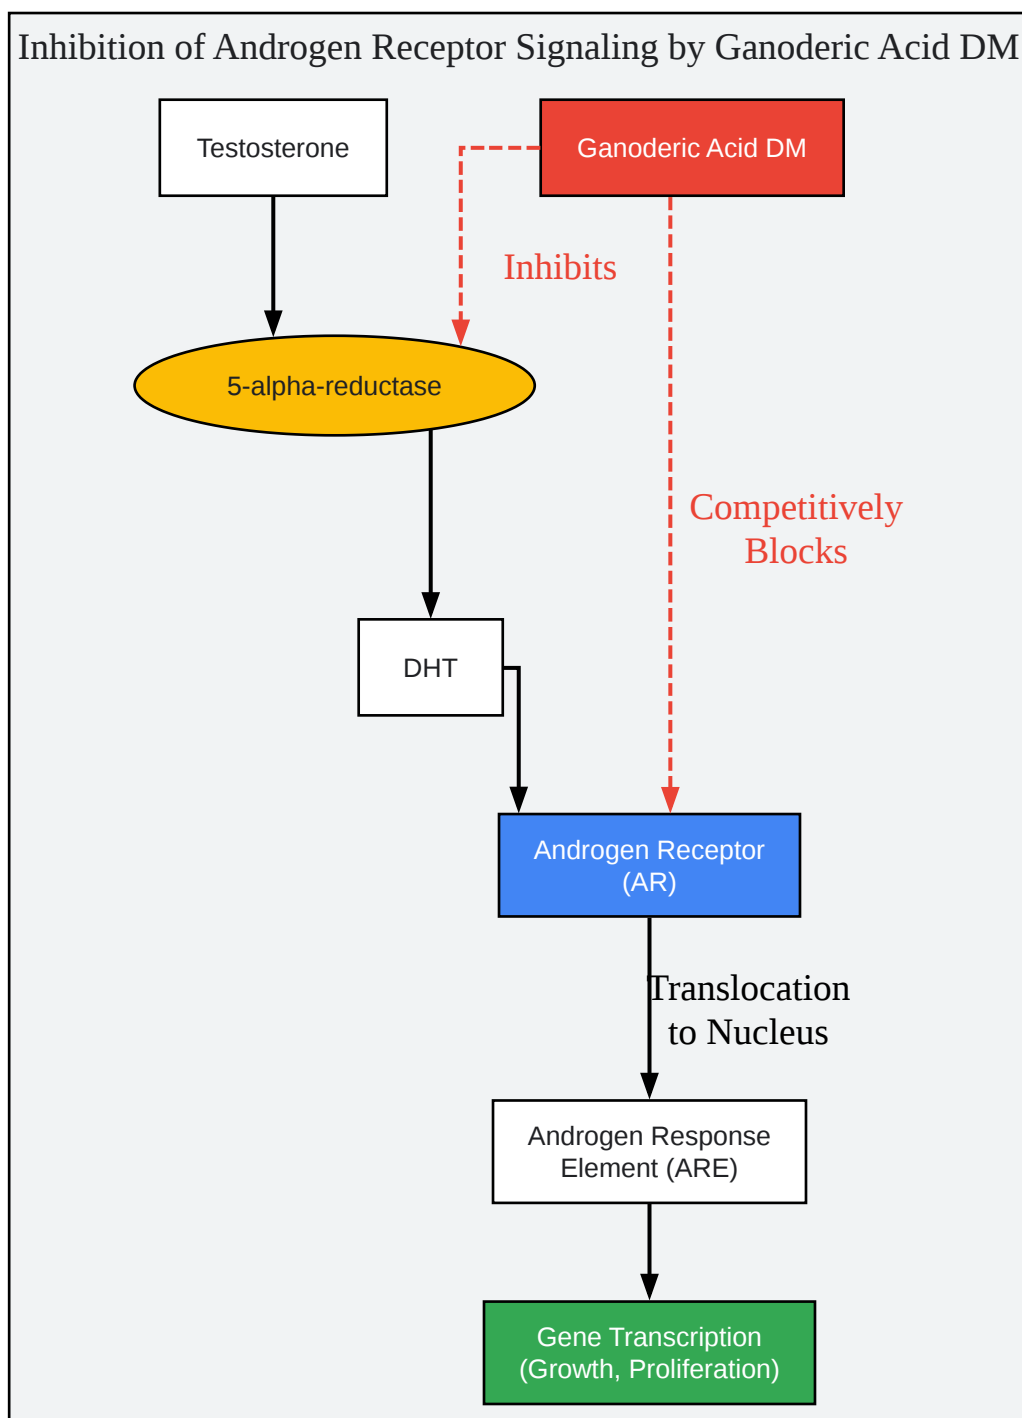 Inhibition of Androgen Receptor Signaling by Ganoderic Acid DM
Testosterone
Ganoderic Acid DM
Inhibits
5-alpha-reductase
Competitively
Blocks
DHT
Androgen Receptor
(AR)
Translocation
to Nucleus
Androgen Response
Element (ARE)
Gene Transcription
(Growth, Proliferation)